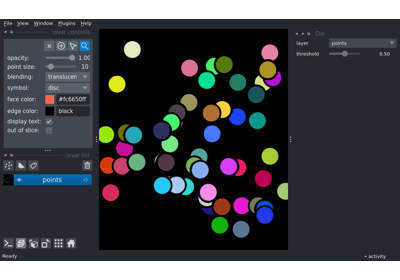 File View Window Plugins Help
layer controls
opacity: 1.00
point size: 10
blending: translucen
symbol: disc
face color: #fc6650ff
edge color: black
display text:
out of slice:
layer list
points
Ready
layer points
threshold 0.50
activity